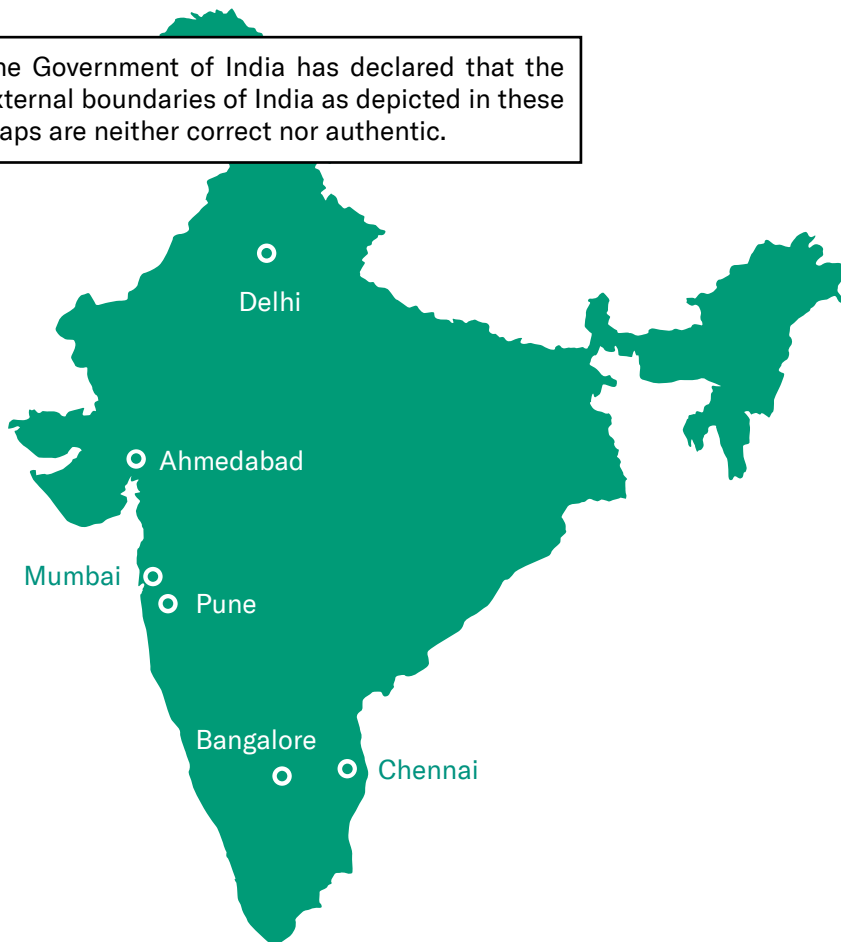 he Government of India has declared that the
xternal boundaries of India as depicted in these
aps are neither correct nor authentic.
Delhi
Ahmedabad
Mumbai
Pune
Bangalore
Chennai